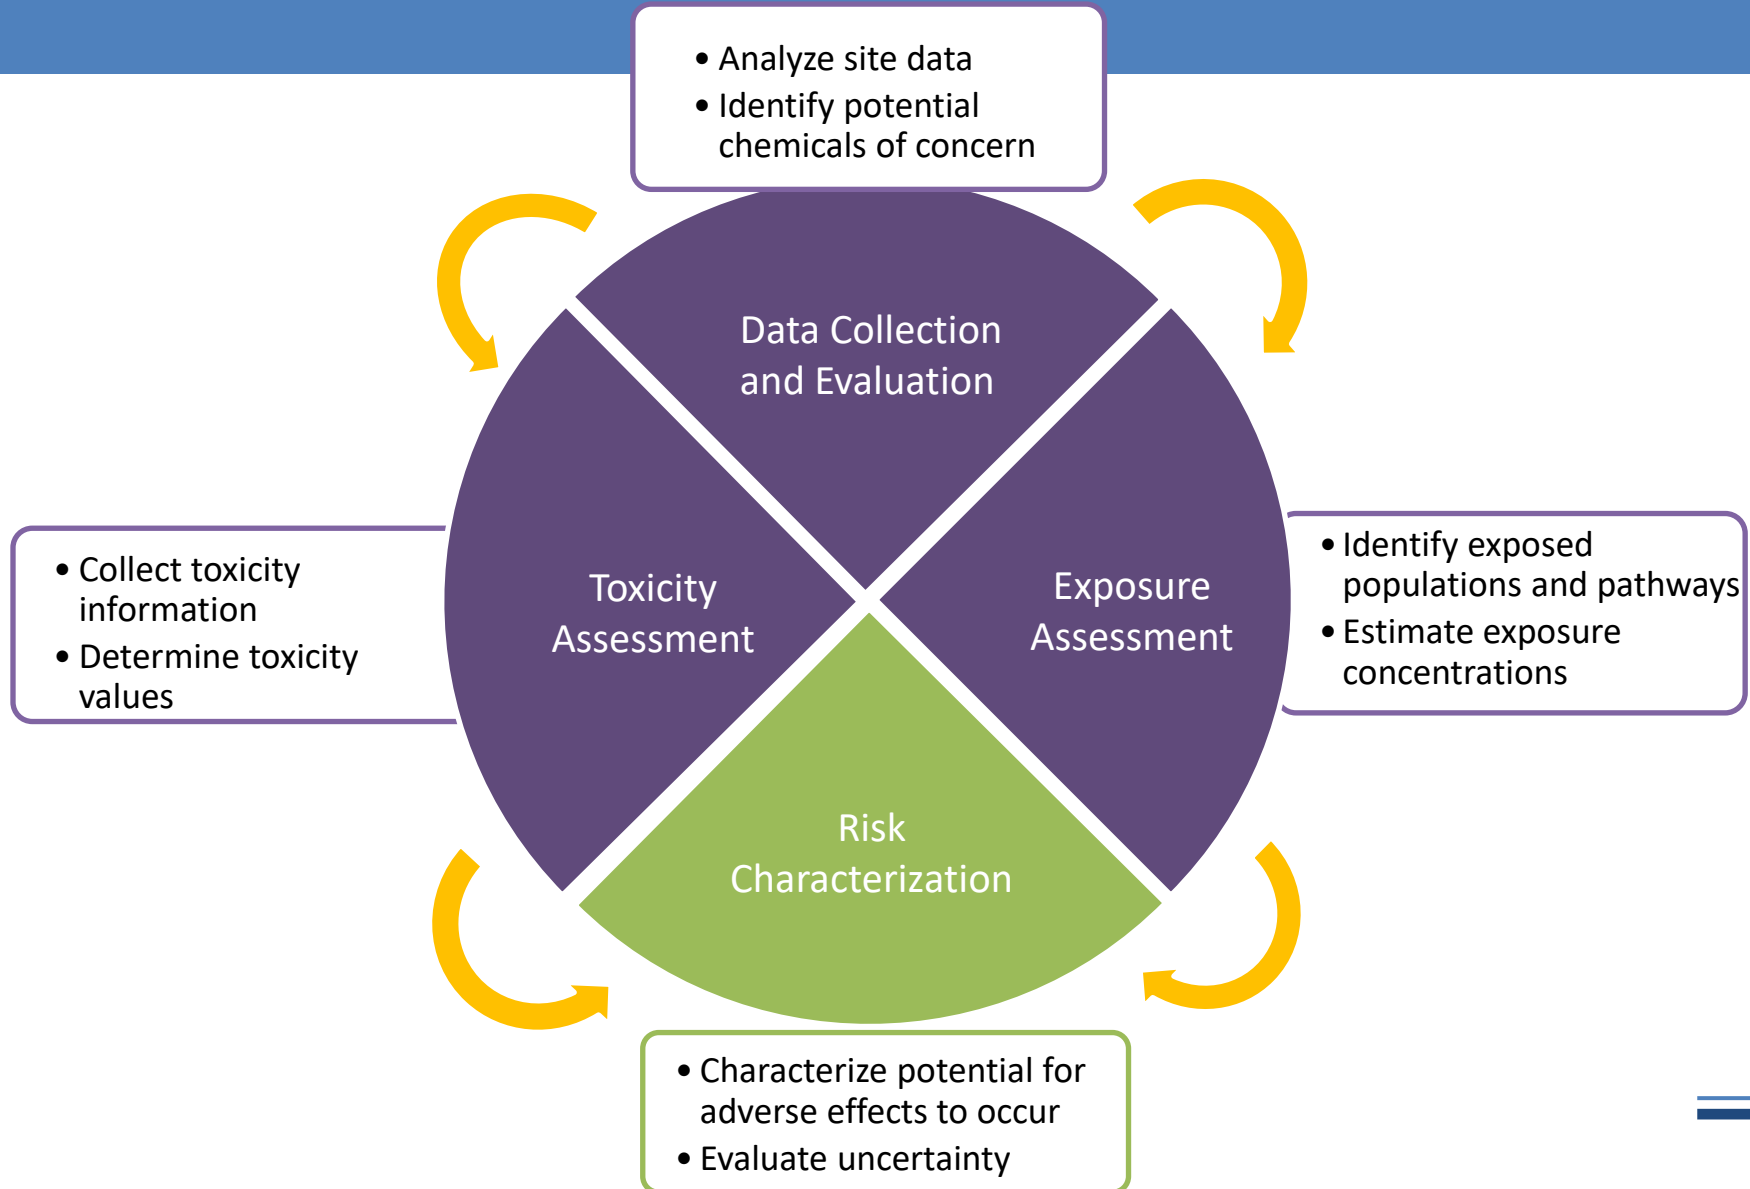 • Analyze site data
• Identify potential
chemicals of concern
Data Collection
and Evaluation
• Collect toxicity
information
• Determine toxicity
values
Toxicity
Assessment
Exposure
Assessment
• Identify exposed
populations and pathways
• Estimate exposure
concentrations
Risk
Characterization
• Characterize potential for
adverse effects to occur
• Evaluate uncertainty